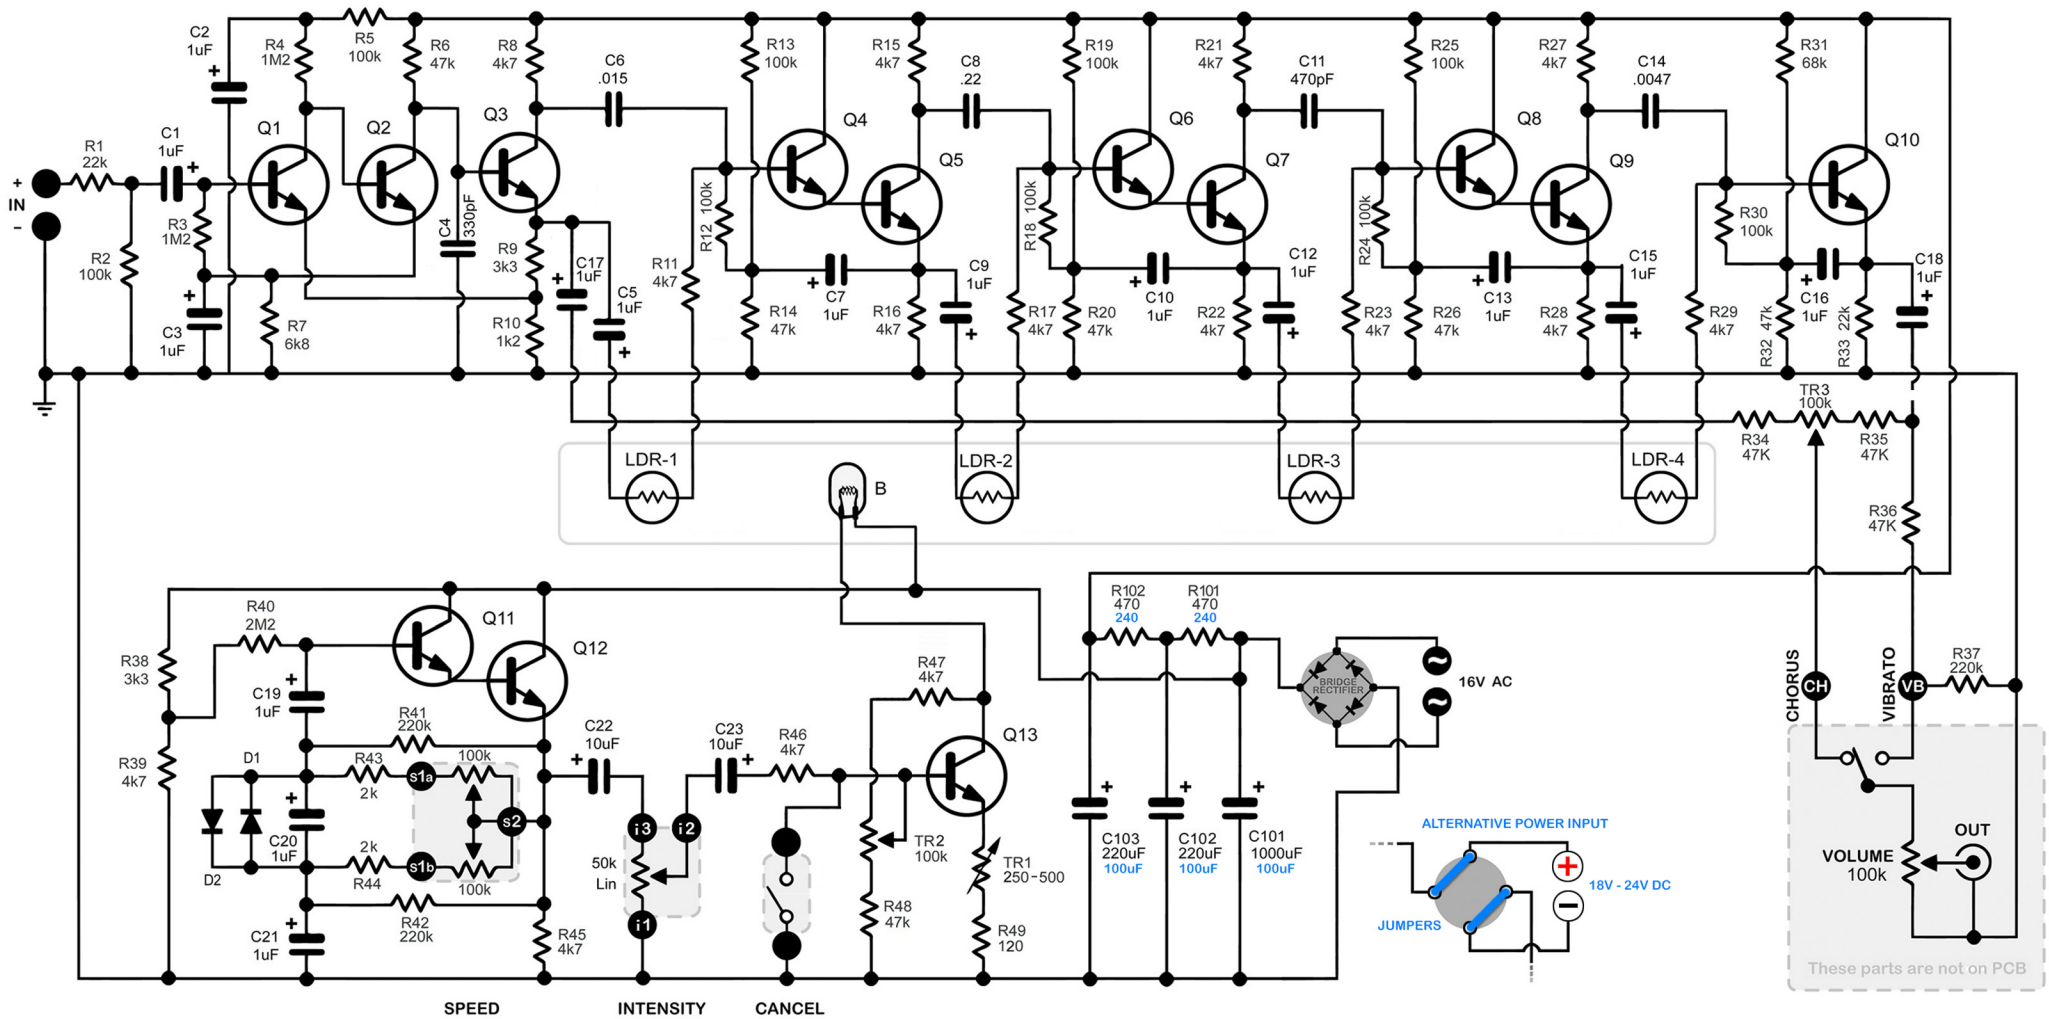 C2
1uF
R4
1M2
R5
100k
R6
47k
R8
4k7
C6
.015
R13
100k
R15
4k7
C8
.22
R19
100k
R21
4k7
C11
470pF
R25
100k
R27
4k7
C14
.0047
R31
68k
+
IN
-
R1
22k
C1
1uF
+
Q1
Q2
Q3
Q4
Q5
Q6
Q7
Q8
Q9
Q10
R2
100k
R3
1M2
C3
1uF
+
R7
6k8
C4
330pF
R9
3k3
R10
1k2
C17
1uF
+
C5
1uF
+
R11
4k7
R12 100k
R14
47k
C7
1uF
+
R16
4k7
C9
1uF
+
R17
4k7
R18 100k
R20
47k
C10
1uF
+
R22
4k7
C12
1uF
+
R23
4k7
R24 100k
R26
47k
C13
1uF
+
R28
4k7
C15
1uF
+
R29
4k7
R30
100k
R32 47k
C16
1uF
+
R33 22k
C18
1uF
+
TR3
100k
R34
47K
R35
47K
R36
47K
LDR-1
B
LDR-2
LDR-3
LDR-4
R38
3k3
R39
4k7
R40
2M2
Q11
Q12
C19
1uF
+
R41
220k
D1
D2
R43
2k
s1a
100k
s2
C20
1uF
+
2k
R44
s1b
100k
R42
220k
C21
1uF
+
R45
4k7
C22
10uF
+
i3
i2
50k
Lin
i1
C23
10uF
+
R46
4k7
R47
4k7
Q13
TR2
100k
TR1
250-500
R48
47k
R49
120
SPEED
INTENSITY
CANCEL
R102
470
240
R101
470
240
BRIDGE
RECTIFIER
16V AC
+
C103
220uF
100uF
+
C102
220uF
100uF
+
C101
1000uF
100uF
ALTERNATIVE POWER INPUT
+
18V - 24V DC
−
JUMPERS
CHORUS
CH
VIBRATO
VB
R37
220k
OUT
VOLUME
100k
These parts are not on PCB